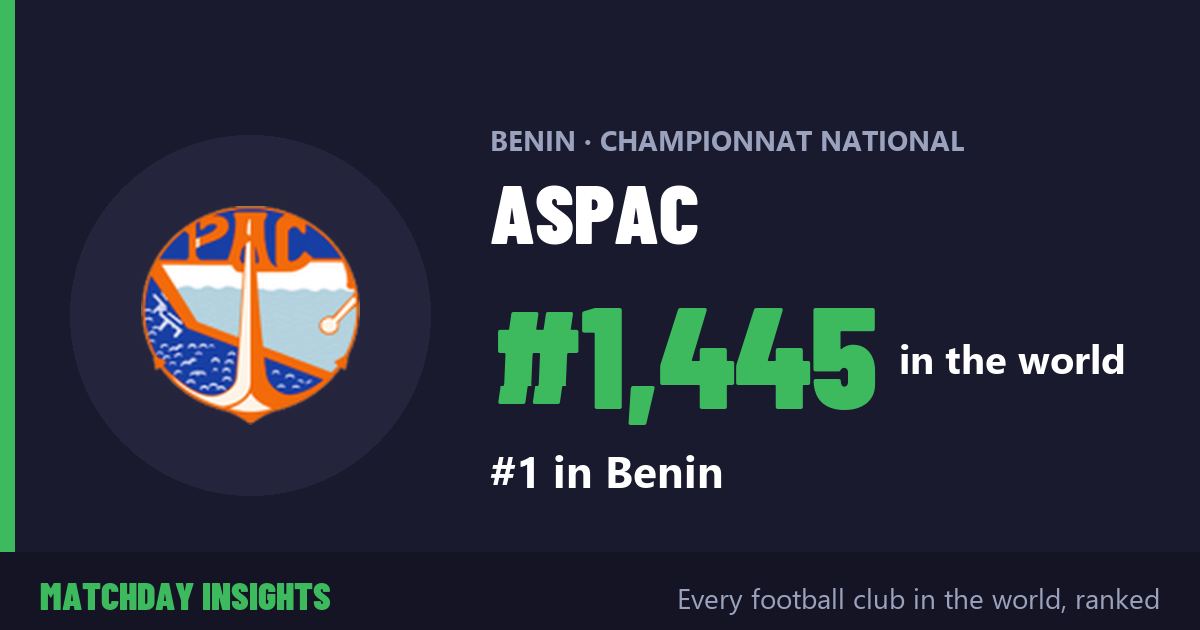 BENIN · CHAMPIONNAT NATIONAL
ASPAC
PAC
#1,445 in the world
#1 in Benin
MATCHDAY INSIGHTS
Every football club in the world, ranked